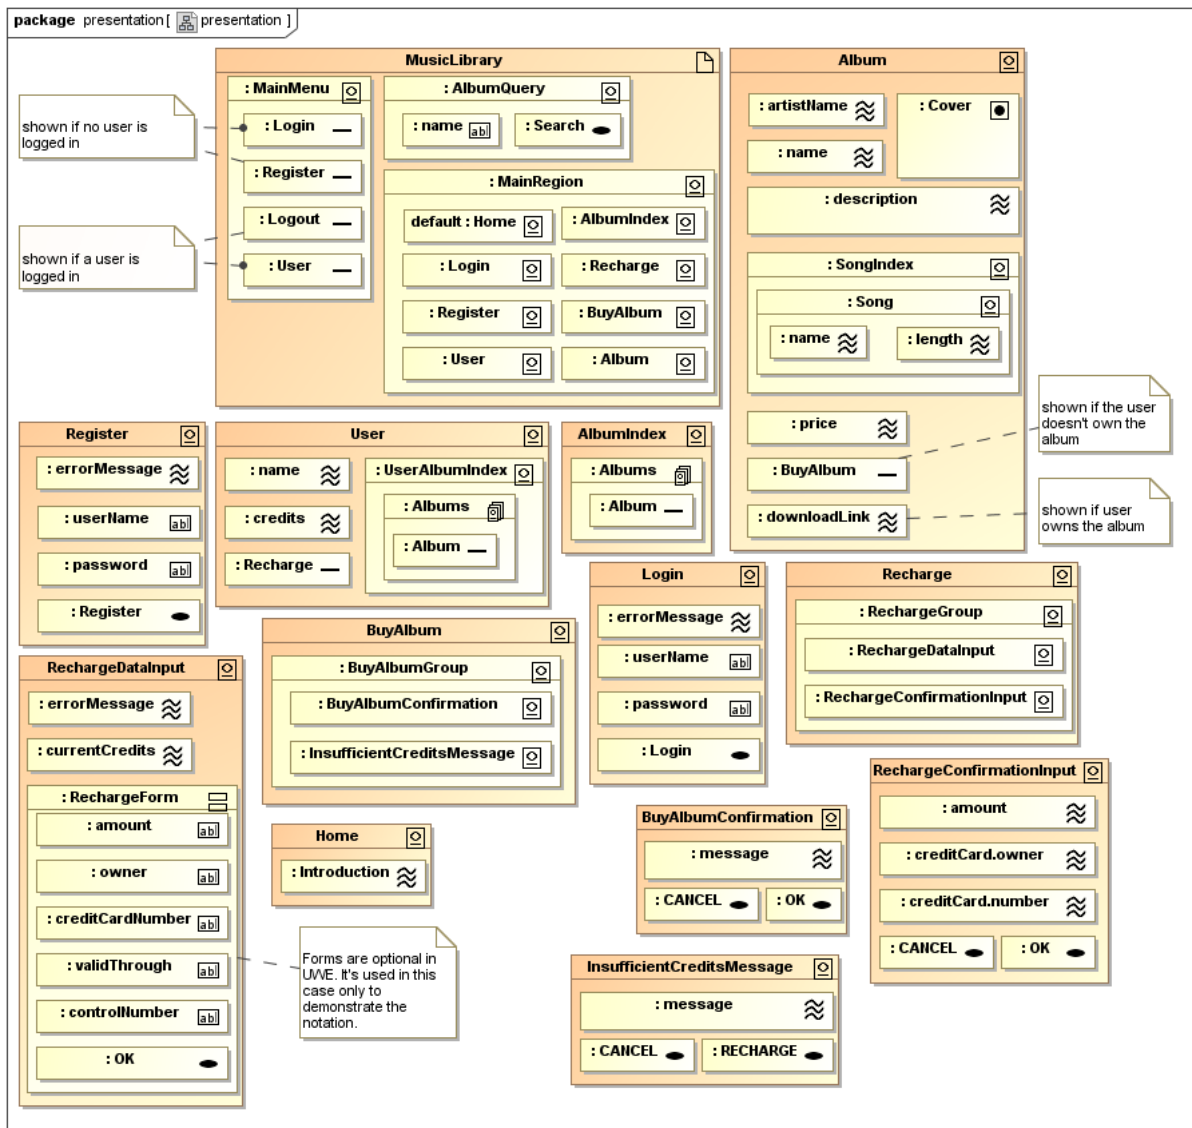 package presentation[ presentation ]
MusicLibrary
: MainMenu
: Login
: Register
: Logout
: User
: AlbumQuery
: name
abl
: Search
: MainRegion
default : Home
: AlbumIndex
: Login
: Recharge
: Register
: BuyAlbum
: User
: Album
shown if no user is
logged in
shown if a user is
logged in
Album
: artistName
: Cover
: name
: description
: SongIndex
: Song
: name
: length
: price
: BuyAlbum
: downloadLink
shown if the user
doesn't own the
album
shown if user
owns the album
Register
: errorMessage
: userName
abl
: password
abl
: Register
User
: name
: credits
: Recharge
: UserAlbumIndex
: Albums
: Album
AlbumIndex
: Albums
: Album
Login
: errorMessage
: userName
abl
: password
abl
: Login
Recharge
: RechargeGroup
: RechargeDataInput
: RechargeConfirmationInput
BuyAlbum
: BuyAlbumGroup
: BuyAlbumConfirmation
: InsufficientCreditsMessage
RechargeDataInput
: errorMessage
: currentCredits
: RechargeForm
: amount
abl
: owner
abl
: creditCardNumber
abl
: validThrough
abl
: controlNumber
abl
: OK
Home
: Introduction
Forms are optional in
UWE. It's used in this
case only to
demonstrate the
notation.
BuyAlbumConfirmation
: message
: CANCEL
: OK
RechargeConfirmationInput
: amount
: creditCard.owner
: creditCard.number
: CANCEL
: OK
InsufficientCreditsMessage
: message
: CANCEL
: RECHARGE